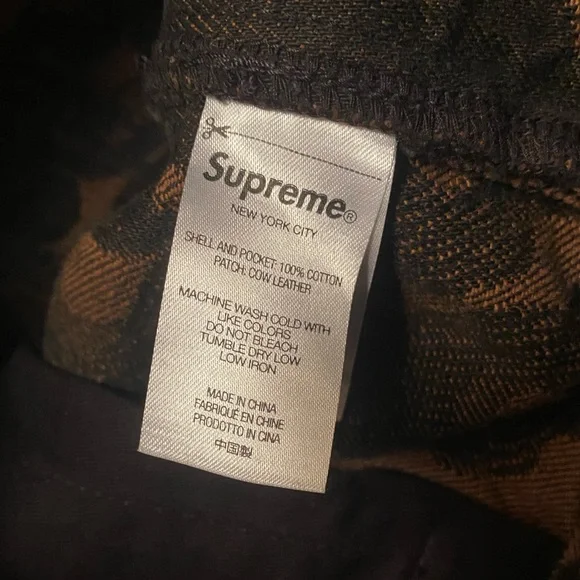 Supreme®
NEW YORK CITY
SHELL AND POCKET 100% COTTON
PATCH: COW LEATHER
MACHINE WASH COLD WITH
LIKE COLORS
DO NOT BLEACH
TUMBLE DRY LOW
LOW IRON
MADE IN CHINA
FABRIQUÉ EN CHINE
PRODOTTO IN CINA
中国製